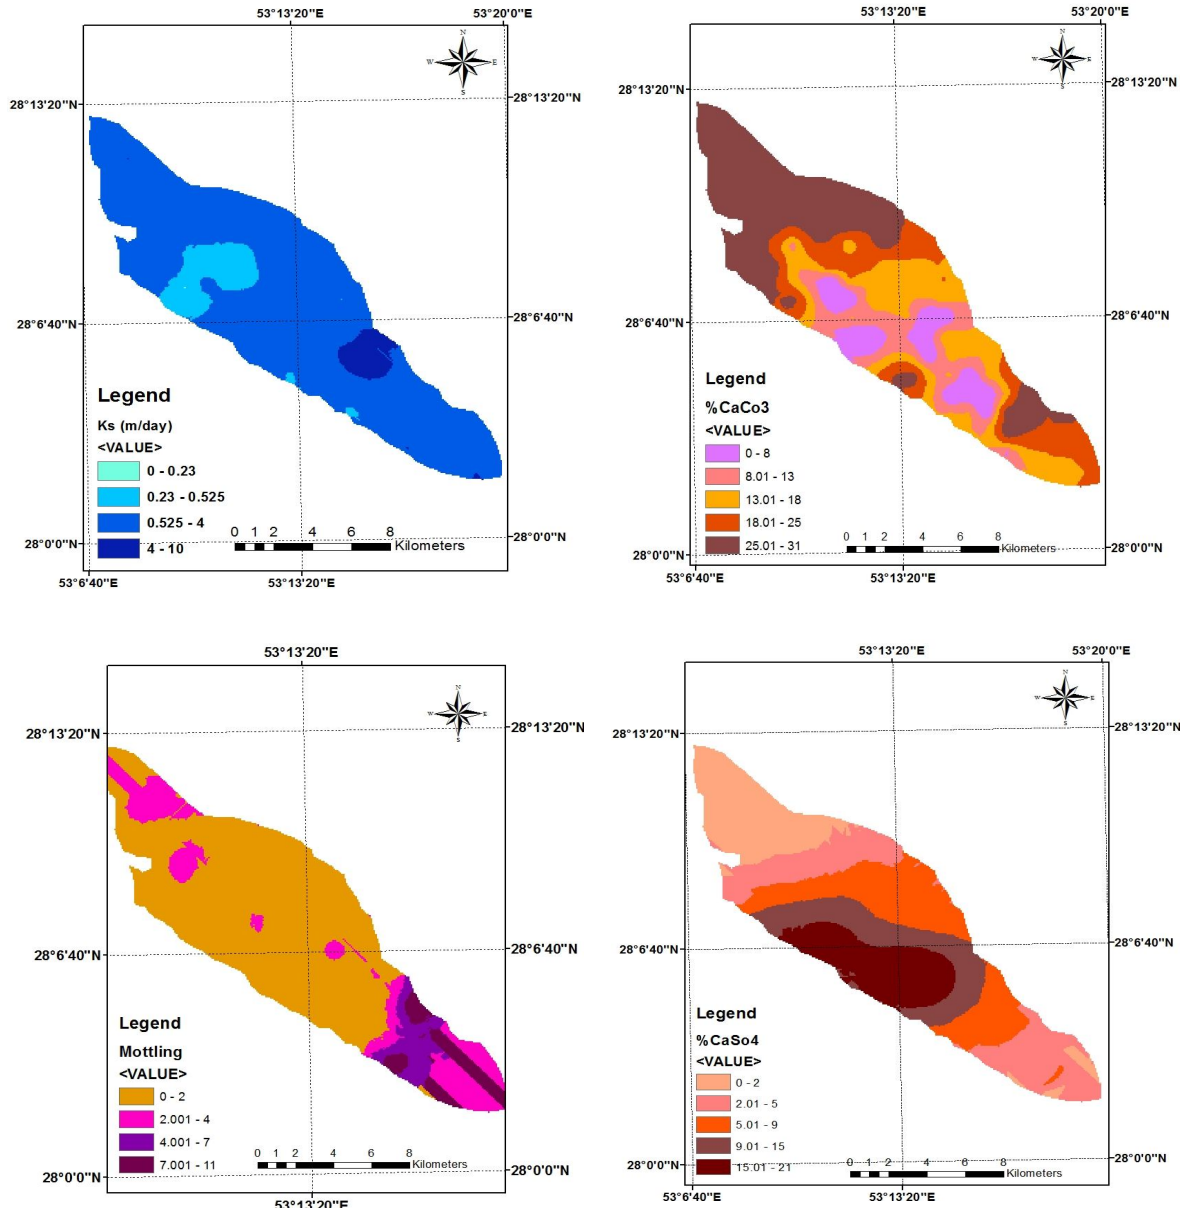 53°13'20"E 53°20'0"E
N
W E
S
28°13'20"N 28°13'20"N
28°6'40"N 28°6'40"N
Legend
Ks (m/day)
<VALUE>
0 - 0.23
0.23 - 0.525
0.525 - 4
4 - 10
0 1 2 4 6 8
Kilometers
28°0'0"N 28°0'0"N
53°6'40"E 53°13'20"E
53°13'20"E 53°20'0"E
N
W E
S
28°13'20"N 28°13'20"N
28°6'40"N 28°6'40"N
Legend
%CaCo3
<VALUE>
0 - 8
8.01 - 13
13.01 - 18
18.01 - 25
25.01 - 31
0 1 2 4 6 8
Kilometers
28°0'0"N 28°0'0"N
53°6'40"E 53°13'20"E
53°13'20"E
N
W E
S
28°13'20"N 28°13'20"N
28°6'40"N 28°6'40"N
Legend
Mottling
<VALUE>
0 - 2
2.001 - 4
4.001 - 7
7.001 - 11
0 1 2 4 6 8
Kilometers
28°0'0"N 28°0'0"N
53°13'20"E
53°13'20"E 53°20'0"E
N
W E
S
28°13'20"N 28°13'20"N
28°6'40"N 28°6'40"N
Legend
%CaSo4
<VALUE>
0 - 2
2.01 - 5
5.01 - 9
9.01 - 15
15.01 - 21
0 1 2 4 6 8
Kilometers
28°0'0"N 28°0'0"N
53°6'40"E 53°13'20"E